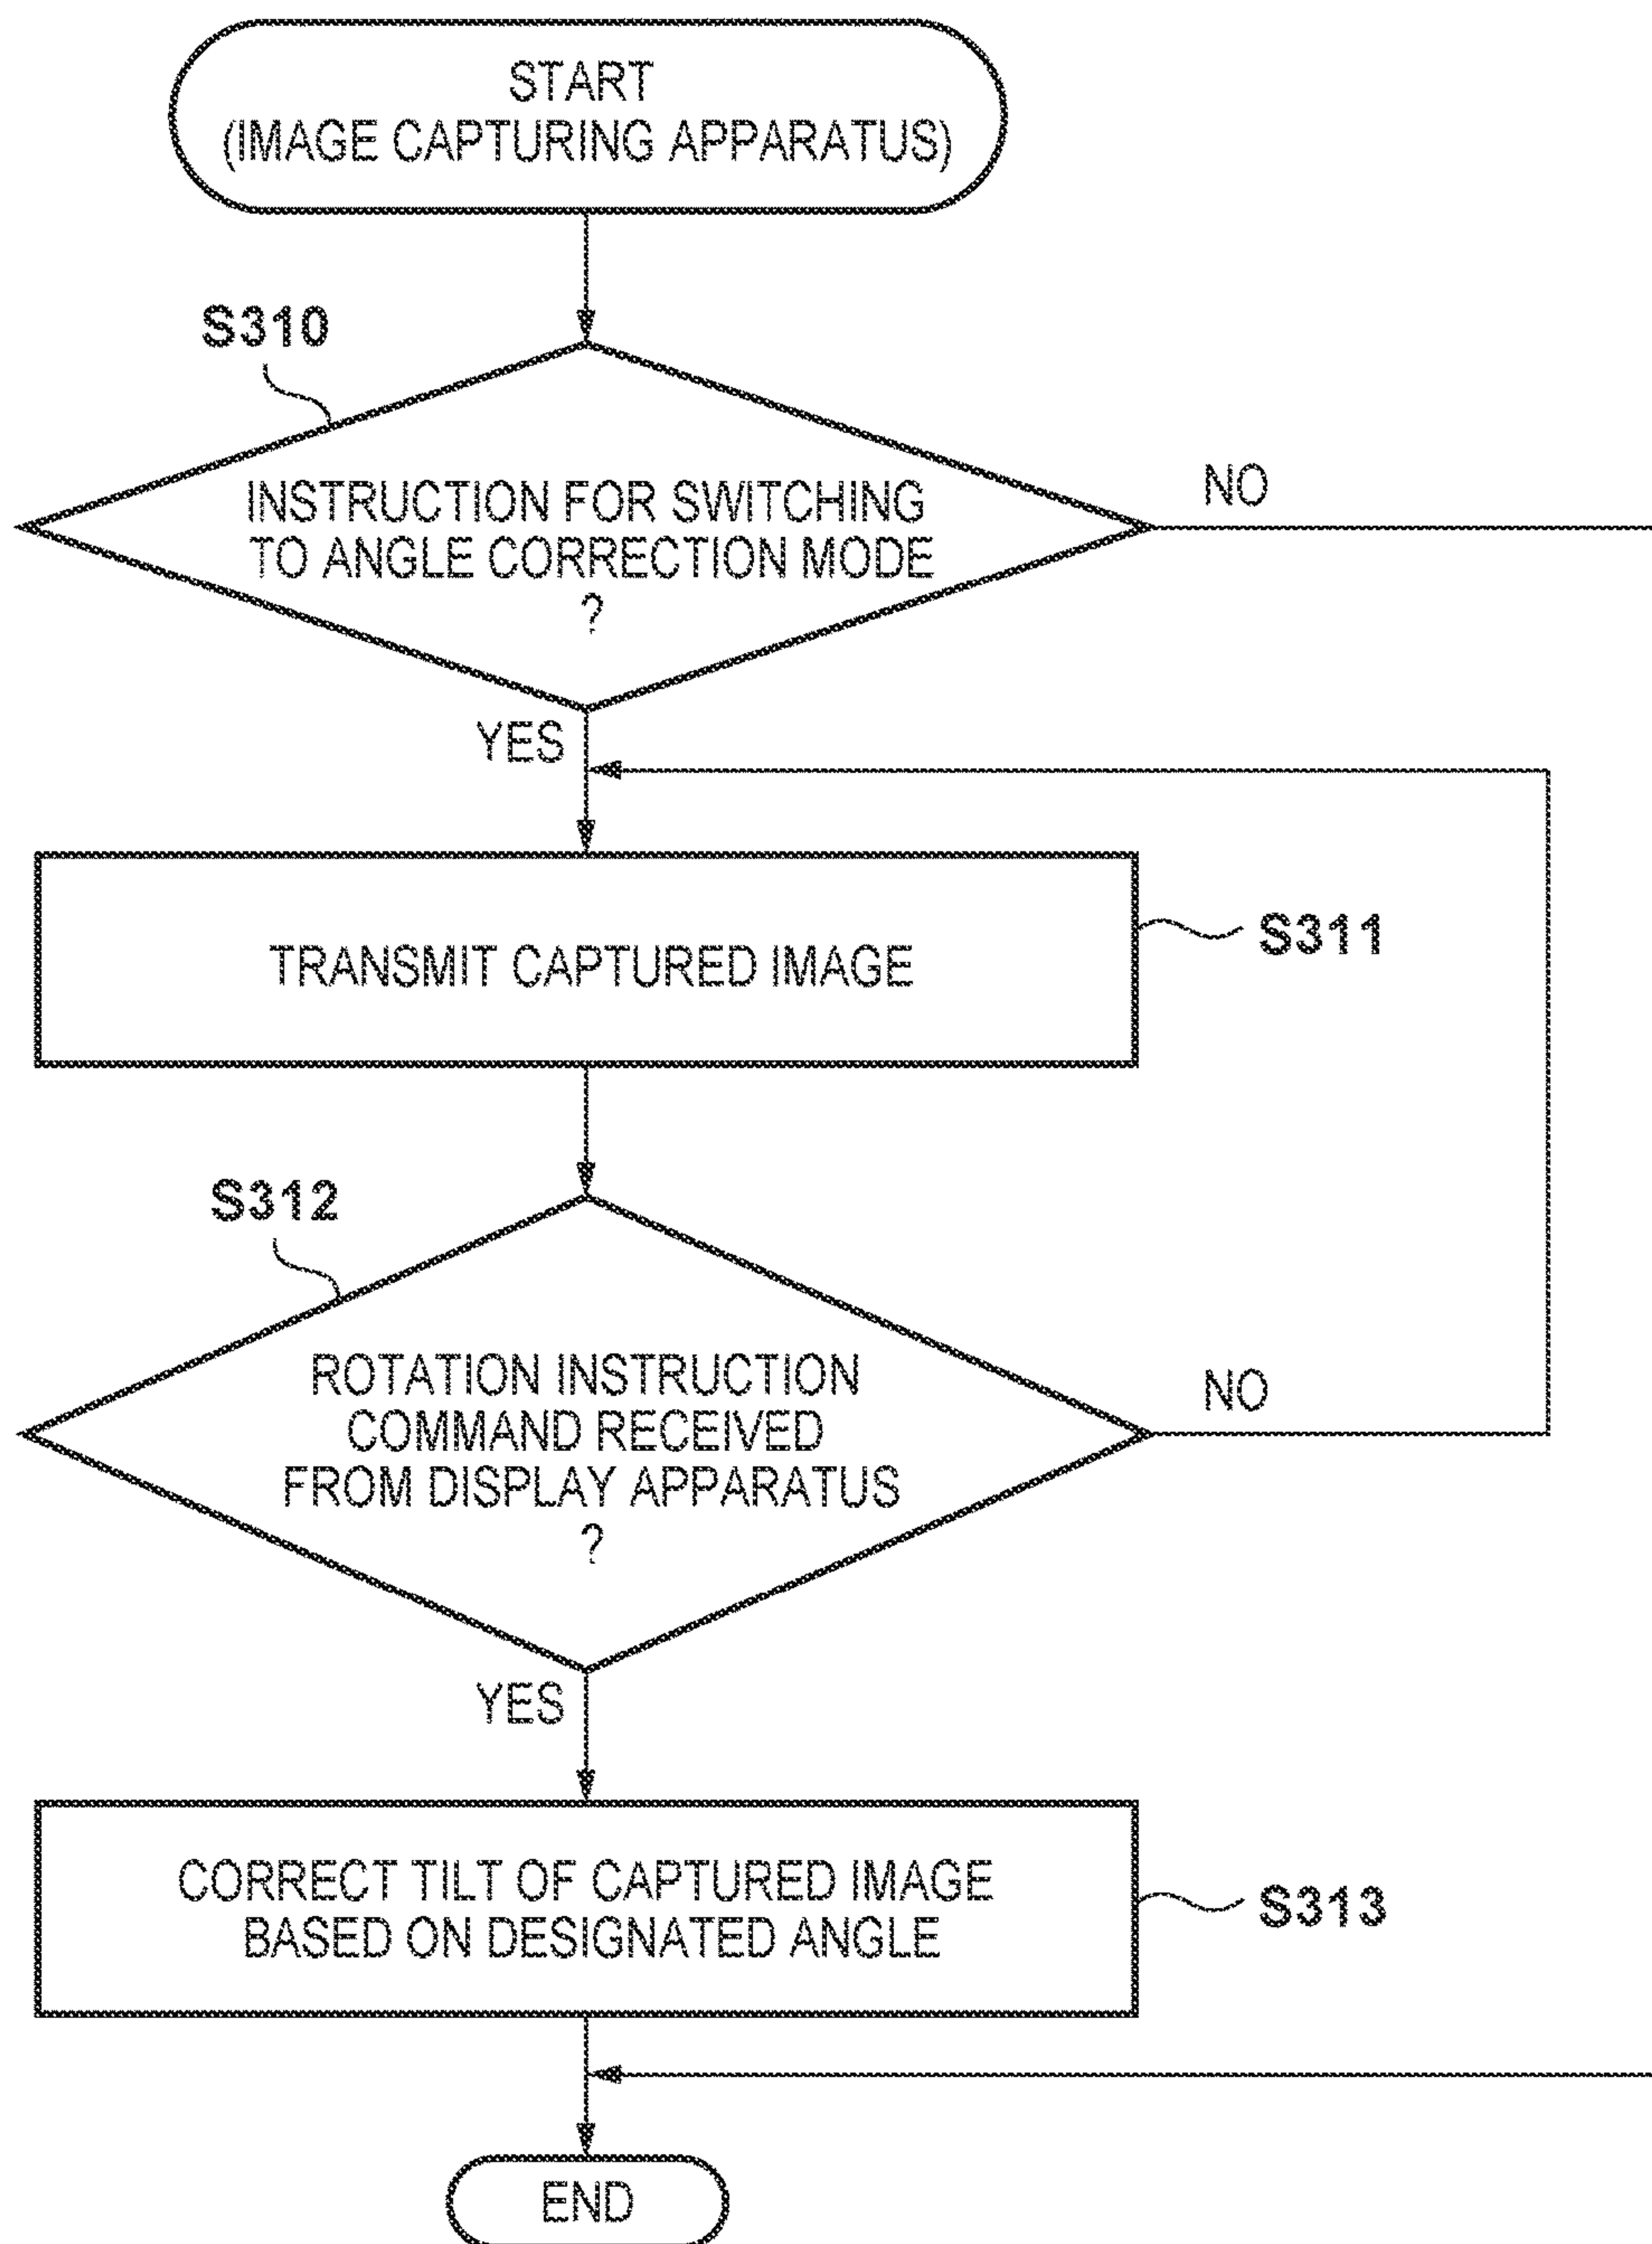 START
(IMAGE CAPTURING APPARATUS)
S310
INSTRUCTION FOR SWITCHING
TO ANGLE CORRECTION MODE
?
NO
YES
TRANSMIT CAPTURED IMAGE
S311
S312
ROTATION INSTRUCTION
COMMAND RECEIVED
FROM DISPLAY APPARATUS
?
NO
YES
CORRECT TILT OF CAPTURED IMAGE
BASED ON DESIGNATED ANGLE
S313
END